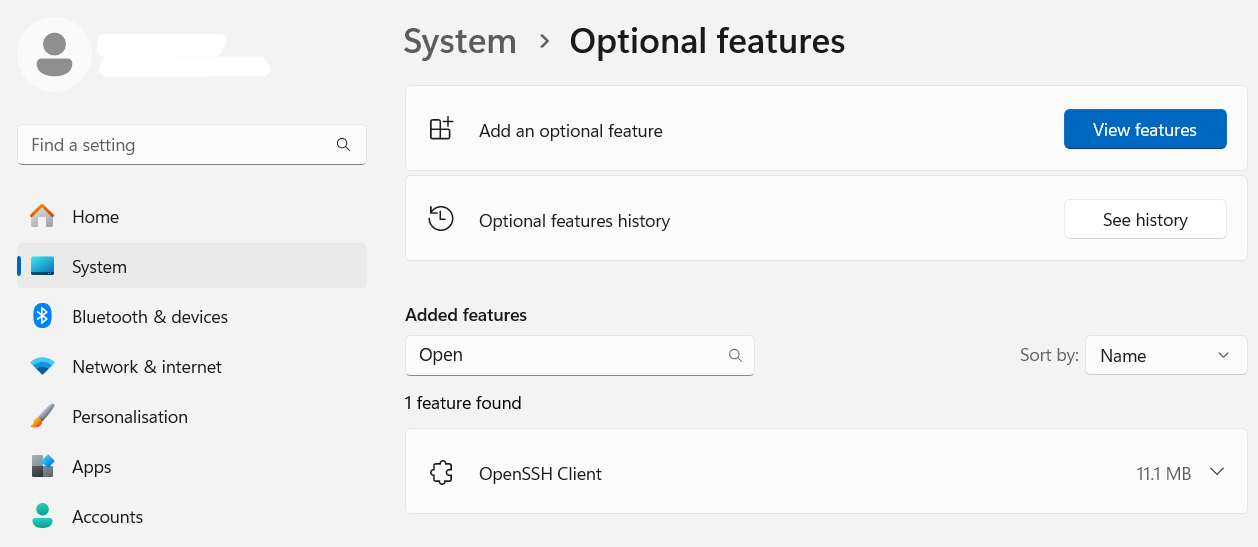 System > Optional features
Find a setting
Home
System
Bluetooth & devices
Network & internet
Personalisation
Apps
Accounts
Add an optional feature
View features
Optional features history
See history
Added features
Open
Sort by: Name
1 feature found
OpenSSH Client
11.1 MB